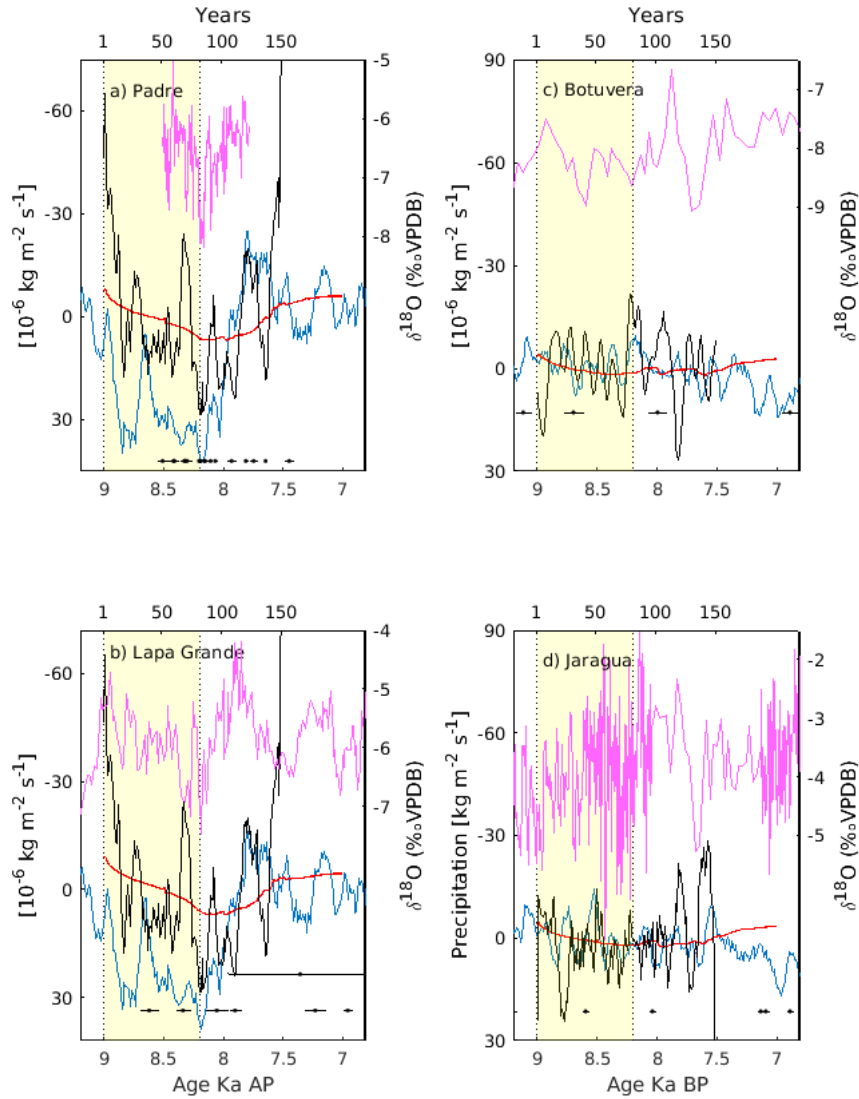 Years
Years
1 50 100 150
1 50 100 150
a) Padre
c) Botuvera
[10⁻⁶ kg m⁻² s⁻¹]
-60
-30
0
30
δ¹⁸O (‰VPDB)
-5
-6
-7
-8
9 8.5 8 7.5 7
[10⁻⁶ kg m⁻² s⁻¹]
90
-60
-30
0
30
δ¹⁸O (‰VPDB)
-7
-8
-9
9 8.5 8 7.5 7
1 50 100 150
1 50 100 150
b) Lapa Grande
d) Jaragua
[10⁻⁶ kg m⁻² s⁻¹]
-60
-30
0
30
δ¹⁸O (‰VPDB)
-4
-5
-6
-7
9 8.5 8 7.5 7
Age Ka AP
Precipitation [kg m⁻² s⁻¹]
90
-60
-30
0
30
δ¹⁸O (‰VPDB)
-2
-3
-4
-5
9 8.5 8 7.5 7
Age Ka BP